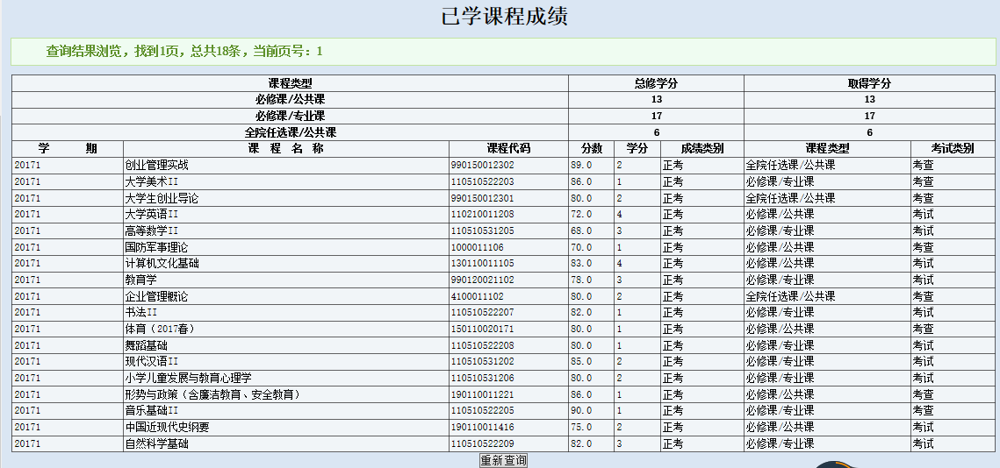 已学课程成绩
查询结果浏览，找到1页，总共18条，当前页号：1
课程类型 总修学分 取得学分
必修课/公共课 13 13
必修课/专业课 17 17
全院任选课/公共课 6 6
学 期 课 程 名 称 课程代码 分数 学分 成绩类别 课程类型 考试类别
20171 创业管理实战 990150012302 89.0 2 正考 全院任选课/公共课 考查
20171 大学美术II 110510522203 86.0 1 正考 必修课/专业课 考查
20171 大学生创业导论 990150012301 80.0 2 正考 全院任选课/公共课 考查
20171 大学英语II 110210011208 72.0 4 正考 必修课/公共课 考试
20171 高等数学II 110510531205 68.0 3 正考 必修课/专业课 考试
20171 国防军事理论 1000011106 70.0 1 正考 必修课/公共课 考查
20171 计算机文化基础 130110011105 83.0 4 正考 必修课/公共课 考试
20171 教育学 990120021102 78.0 3 正考 必修课/专业课 考试
20171 企业管理概论 4100011102 80.0 2 正考 全院任选课/公共课 考查
20171 书法II 110510522207 82.0 1 正考 必修课/专业课 考试
20171 体育（2017春） 150110020171 80.0 1 正考 必修课/公共课 考查
20171 舞蹈基础 110510522208 80.0 1 正考 必修课/专业课 考试
20171 现代汉语II 110510531202 85.0 2 正考 必修课/专业课 考试
20171 小学儿童发展与教育心理学 110510531206 80.0 2 正考 必修课/专业课 考试
20171 形势与政策（含廉洁教育、安全教育） 190110011221 86.0 1 正考 必修课/公共课 考查
20171 音乐基础II 110510522205 90.0 1 正考 必修课/专业课 考查
20171 中国近现代史纲要 190110011416 75.0 2 正考 必修课/公共课 考试
20171 自然科学基础 110510522209 82.0 3 正考 必修课/专业课 考试
重新查询